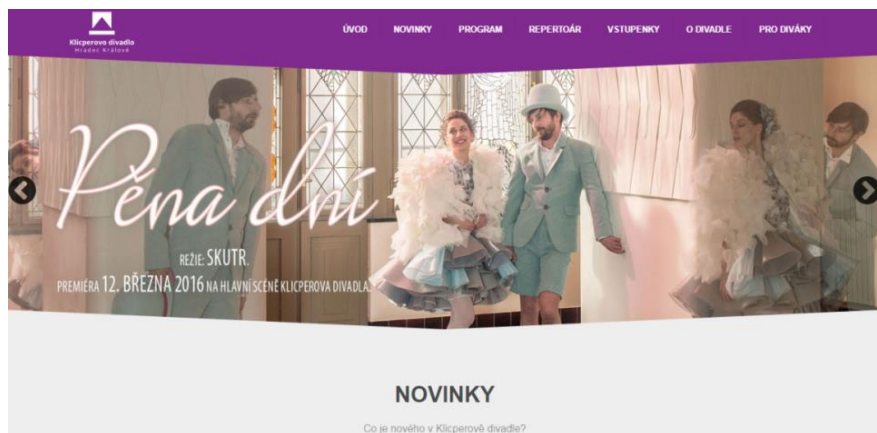 Klicperovo divadlo
Hradec Králové
ÚVOD NOVINKY PROGRAM REPERTOÁR VSTUPENKY O DIVADLE PRO DIVÁKY
Pěna dní
REŽIE: SKUTR.
PREMIÉRA 12. BŘEZNA 2016 NA HLAVNÍ SCÉNĚ KLICPEROVA DIVADLA.
NOVINKY
Co je nového v Klicperově divadle?